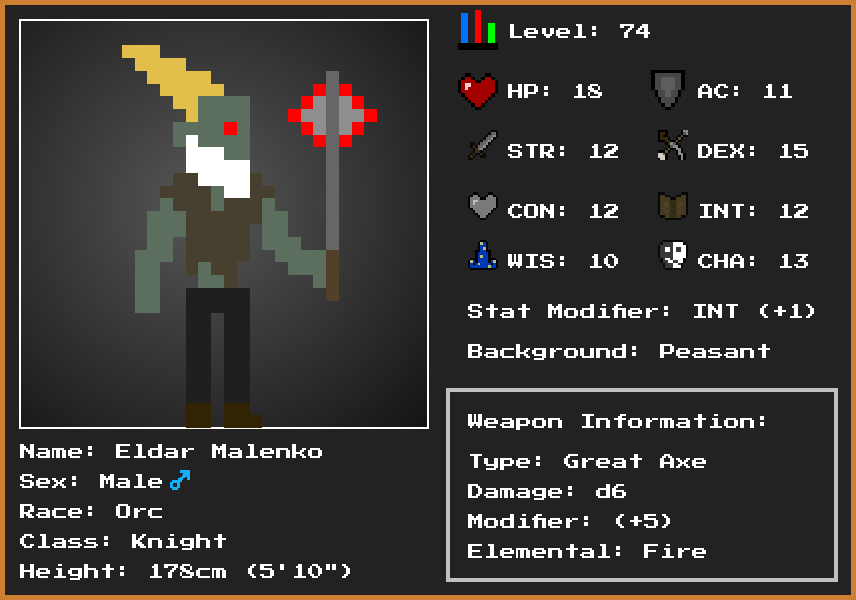 Level: 74
HP: 18 AC: 11
STR: 12 DEX: 15
CON: 12 INT: 12
WIS: 10 CHA: 13
Stat Modifier: INT (+1)
Background: Peasant
Weapon Information:
Type: Great Axe
Damage: d6
Modifier: (+5)
Elemental: Fire
Name: Eldar Malenko
Sex: Male ♂
Race: Orc
Class: Knight
Height: 178cm (5'10")